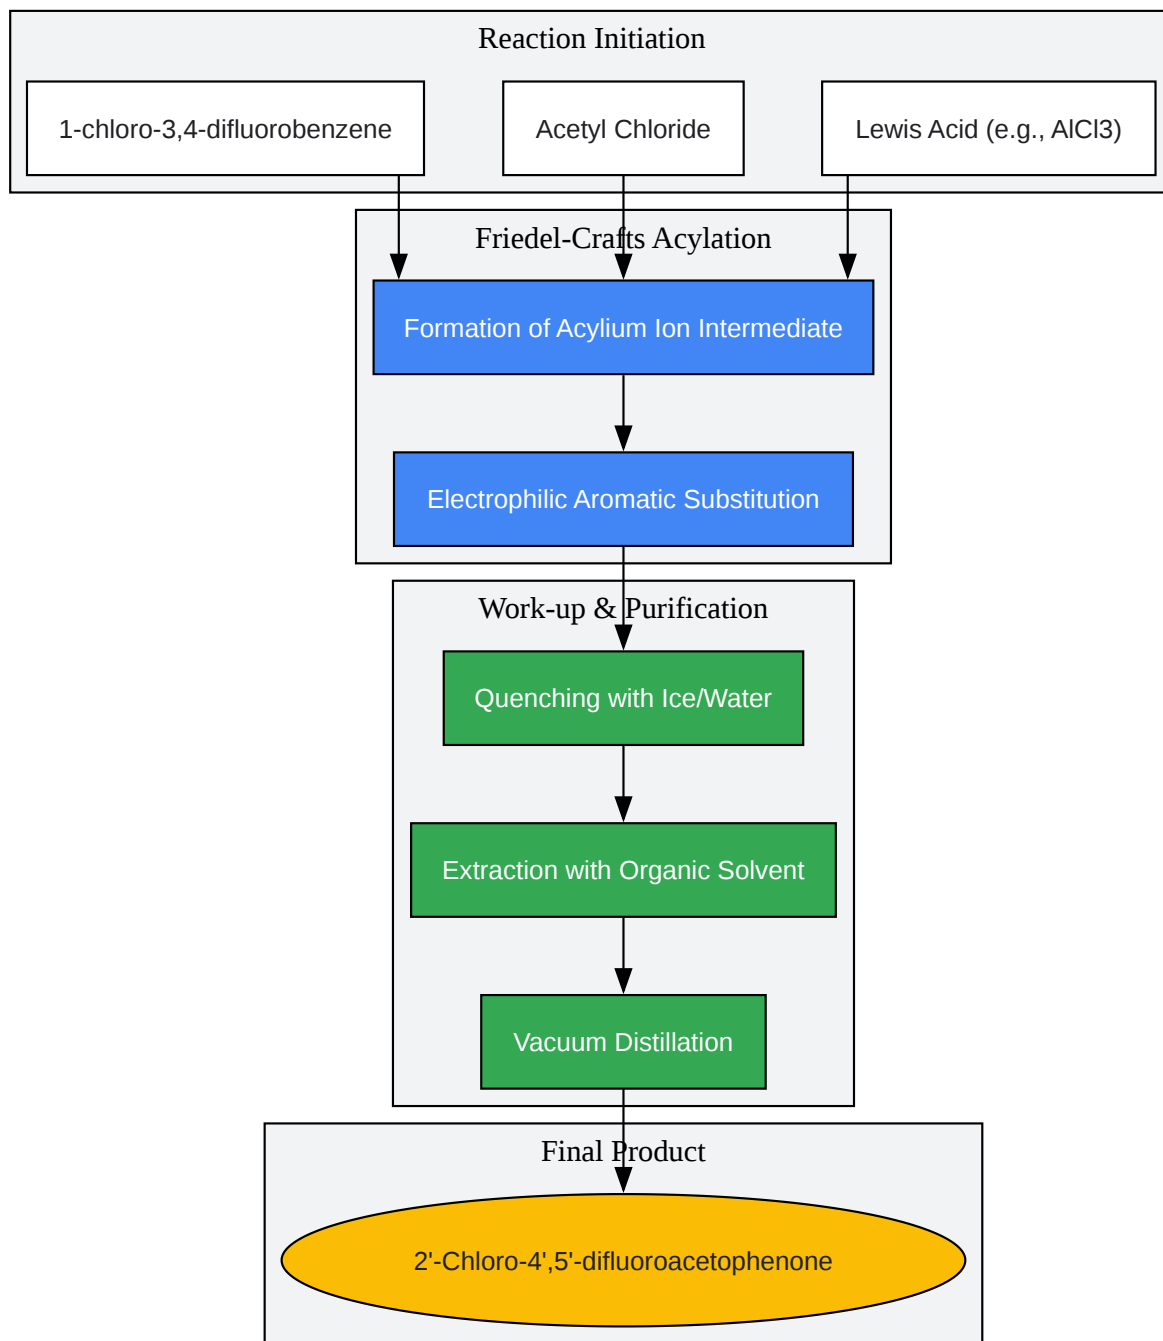 Reaction Initiation
1-chloro-3,4-difluorobenzene
Acetyl Chloride
Lewis Acid (e.g., AlCl3)
Friedel-Crafts Acylation
Formation of Acylium Ion Intermediate
Electrophilic Aromatic Substitution
Work-up & Purification
Quenching with Ice/Water
Extraction with Organic Solvent
Vacuum Distillation
Final Product
2'-Chloro-4',5'-difluoroacetophenone